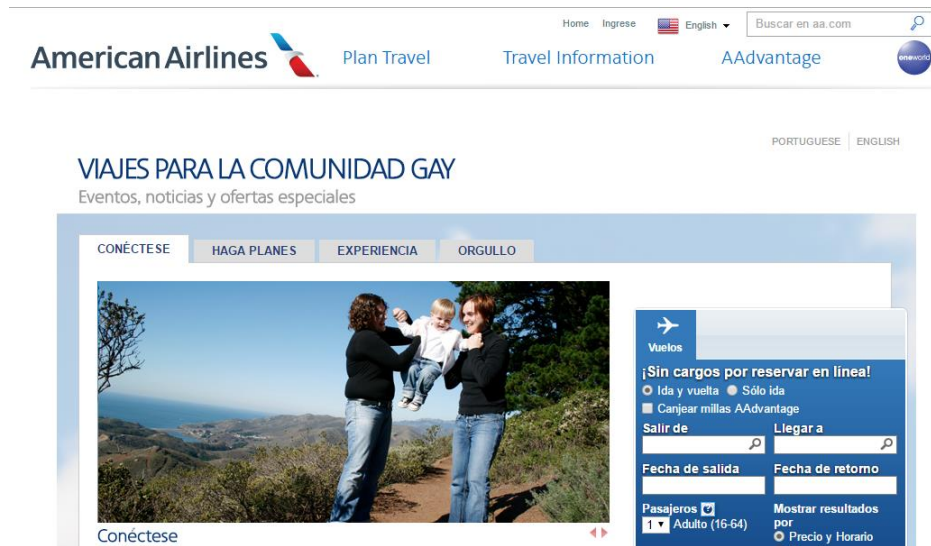 Home Ingrese English Buscar en aa.com
American Airlines Plan Travel Travel Information AAdvantage oneworld
PORTUGUESE ENGLISH
VIAJES PARA LA COMUNIDAD GAY
Eventos, noticias y ofertas especiales
CONÉCTESE HAGA PLANES EXPERIENCIA ORGULLO
Vuelos
¡Sin cargos por reservar en línea!
Ida y vuelta Sólo ida
Canjear millas AAdvantage
Salir de Llegar a
Fecha de salida Fecha de retorno
Pasajeros Mostrar resultados
1 Adulto (16-64) por
Precio y Horario
Conéctese